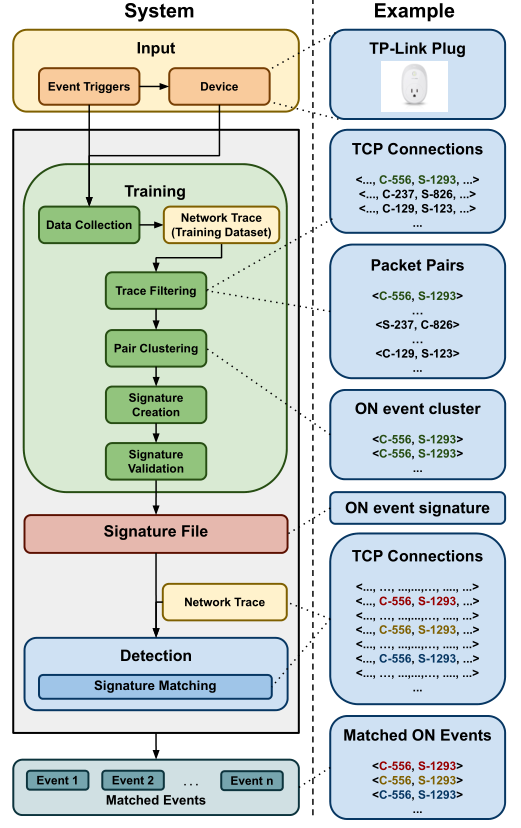 System
Input
Event Triggers
Device
Training
Data Collection
Network Trace
(Training Dataset)
Trace Filtering
Pair Clustering
Signature
Creation
Signature
Validation
Signature File
Network Trace
Detection
Signature Matching
Event 1
Event 2
...
Event n
Matched Events
Example
TP-Link Plug
TCP Connections
<..., C-556, S-1293, ...>
<..., C-237, S-826, ...>
<..., C-129, S-123, ...>
...
Packet Pairs
<C-556, S-1293>
...
<S-237, C-826>
...
<C-129, S-123>
...
ON event cluster
<C-556, S-1293>
<C-556, S-1293>
...
ON event signature
TCP Connections
<..., ..., ...,...,..., ...., ...>
<..., C-556, S-1293, ...>
<..., ..., ...,...,..., ...., ...>
<..., C-556, S-1293, ...>
<..., ..., ...,...,..., ...., ...>
<..., C-556, S-1293, ...>
<..., ..., ...,...,..., ...., ...>
...
Matched ON Events
<C-556, S-1293>
<C-556, S-1293>
<C-556, S-1293>
...